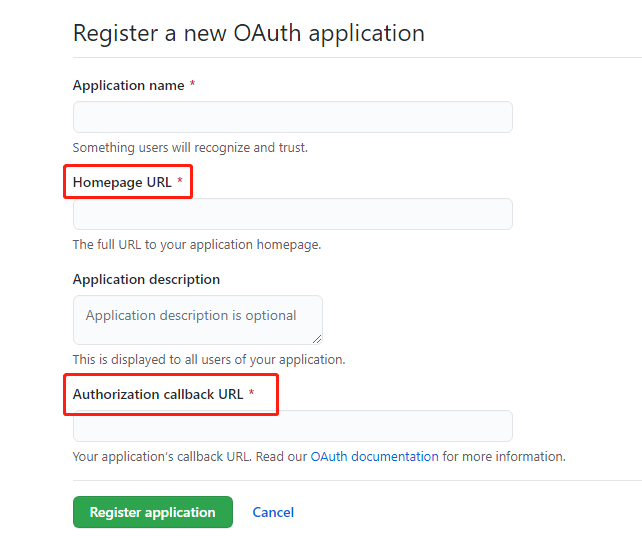 Register a new OAuth application
Application name *
Something users will recognize and trust.
Homepage URL *
The full URL to your application homepage.
Application description
Application description is optional
This is displayed to all users of your application.
Authorization callback URL *
Your application's callback URL. Read our OAuth documentation for more information.
Register application Cancel